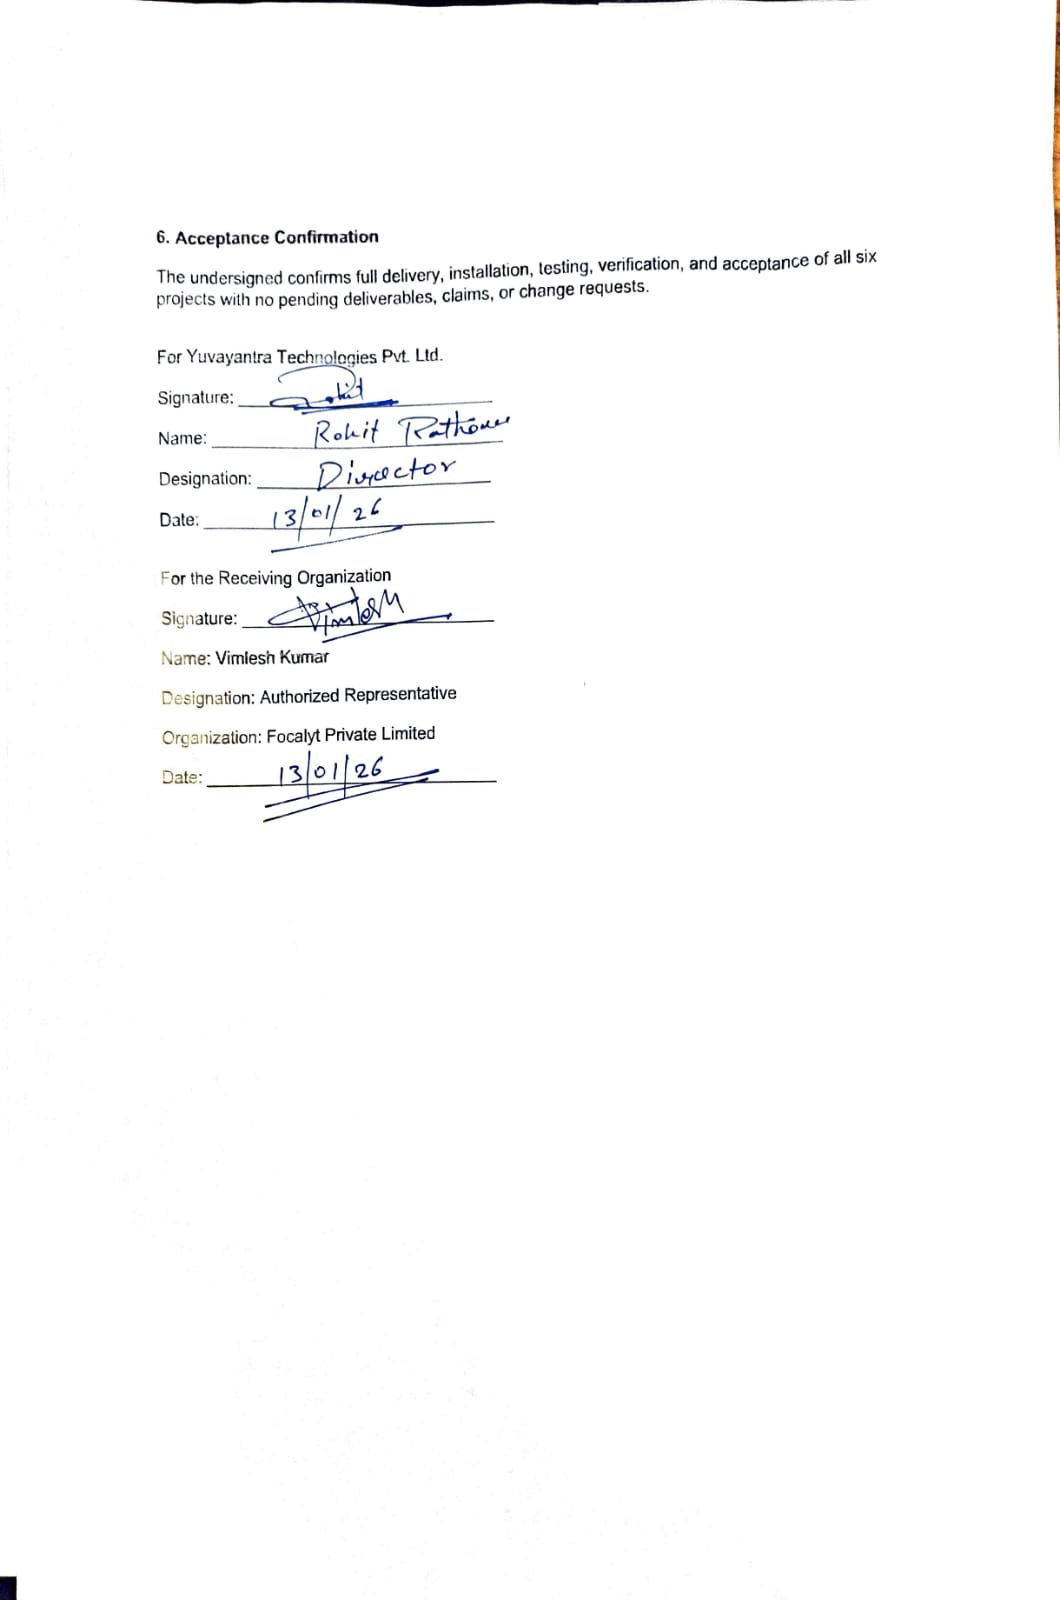 6. Acceptance Confirmation
The undersigned confirms full delivery, installation, testing, verification, and acceptance of all six
projects with no pending deliverables, claims, or change requests.
For Yuvayantra Technologies Pvt. Ltd.
Signature: Rohit
Name: Rohit Rathour
Designation: Director
Date: 13/01/26
For the Receiving Organization
Signature: Vimlesh
Name: Vimlesh Kumar
Designation: Authorized Representative
Organization: Focalyt Private Limited
Date: 13/01/26